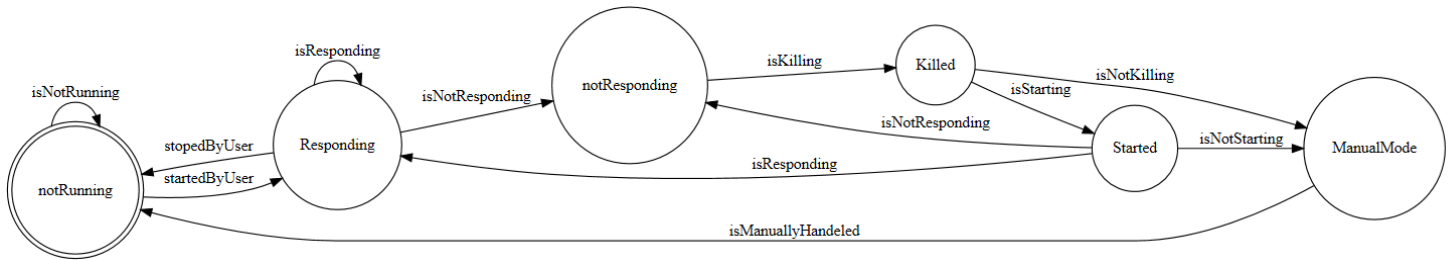 isNotRunning
notRunning
stopedByUser
startedByUser
isResponding
Responding
isNotResponding
notResponding
isKilling
isNotResponding
isResponding
Killed
isNotKilling
isStarting
Started
isNotStarting
ManualMode
isManuallyHandeled